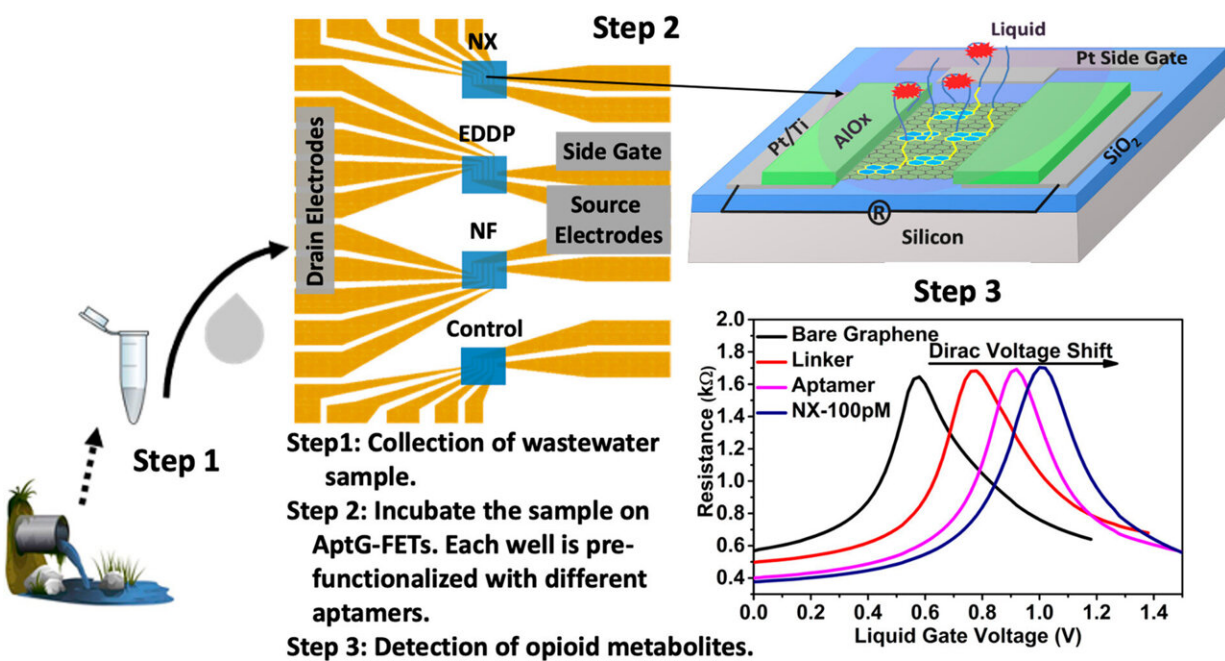 Step 1
Step 2
NX
EDDP
NF
Control
Drain Electrodes
Side Gate
Source
Electrodes
Liquid
Pt Side Gate
Pt/Ti
AlOx
SiO2
R
Silicon
Step1: Collection of wastewater
sample.
Step 2: Incubate the sample on
AptG-FETs. Each well is pre-
functionalized with different
aptamers.
Step 3: Detection of opioid metabolites.
Step 3
Bare Graphene
Linker
Aptamer
NX-100pM
Dirac Voltage Shift
Resistance (kΩ)
2.0
1.8
1.6
1.4
1.2
1.0
0.8
0.6
0.4
0.0 0.2 0.4 0.6 0.8 1.0 1.2 1.4
Liquid Gate Voltage (V)